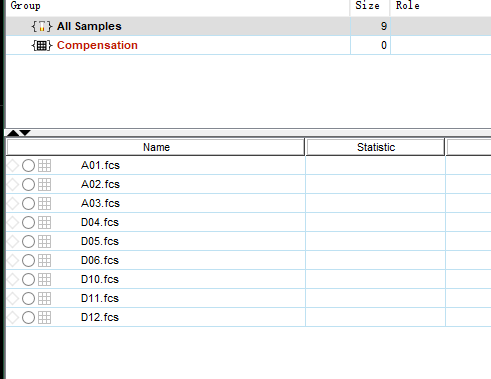 Group Size Role
All Samples 9
Compensation 0
Name Statistic
A01.fcs
A02.fcs
A03.fcs
D04.fcs
D05.fcs
D06.fcs
D10.fcs
D11.fcs
D12.fcs